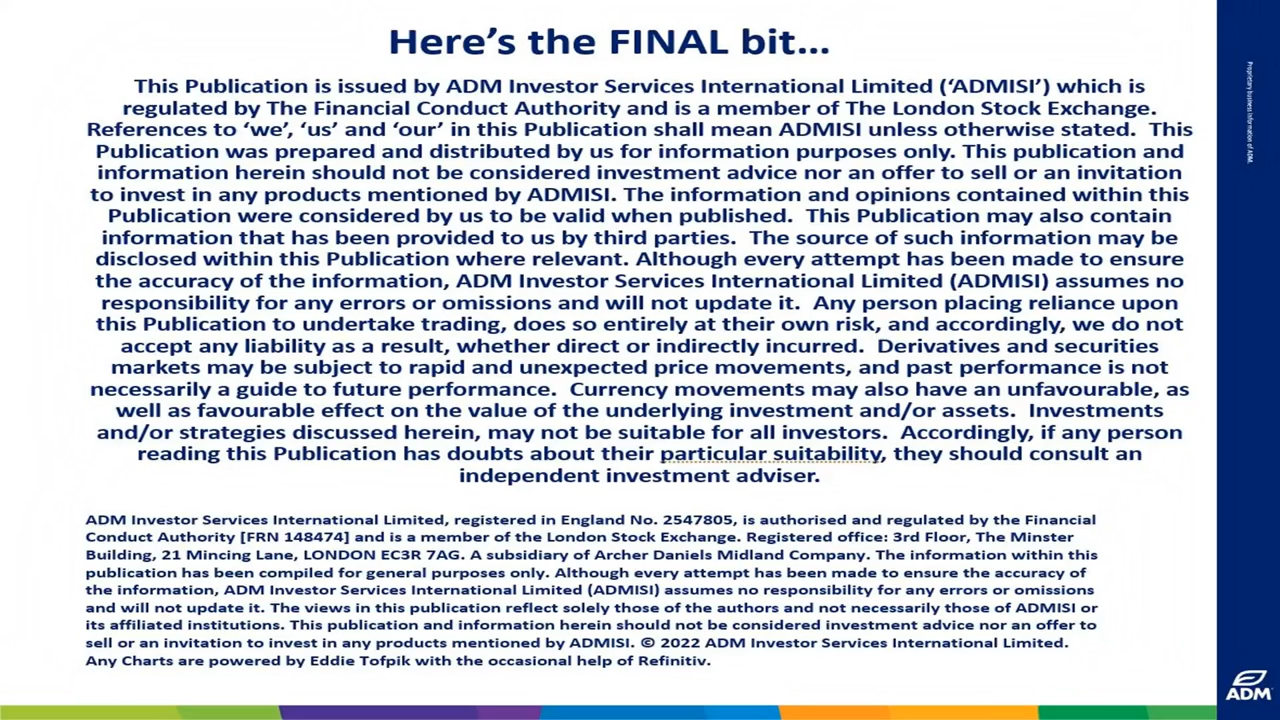 Here's the FINAL bit...
This Publication is issued by ADM Investor Services International Limited ('ADMISI') which is
regulated by The Financial Conduct Authority and is a member of The London Stock Exchange.
References to 'we', 'us' and 'our' in this Publication shall mean ADMISI unless otherwise stated.  This
Publication was prepared and distributed by us for information purposes only. This publication and
information herein should not be considered investment advice nor an offer to sell or an invitation
to invest in any products mentioned by ADMISI. The information and opinions contained within this
Publication were considered by us to be valid when published.  This Publication may also contain
information that has been provided to us by third parties.  The source of such information may be
disclosed within this Publication where relevant. Although every attempt has been made to ensure
the accuracy of the information, ADM Investor Services International Limited (ADMISI) assumes no
responsibility for any errors or omissions and will not update it.  Any person placing reliance upon
this Publication to undertake trading, does so entirely at their own risk, and accordingly, we do not
accept any liability as a result, whether direct or indirectly incurred.  Derivatives and securities
markets may be subject to rapid and unexpected price movements, and past performance is not
necessarily a guide to future performance.  Currency movements may also have an unfavourable, as
well as favourable effect on the value of the underlying investment and/or assets.  Investments
and/or strategies discussed herein, may not be suitable for all investors.  Accordingly, if any person
reading this Publication has doubts about their particular suitability, they should consult an
independent investment adviser.
ADM Investor Services International Limited, registered in England No. 2547805, is authorised and regulated by the Financial
Conduct Authority [FRN 148474] and is a member of the London Stock Exchange. Registered office: 3rd Floor, The Minster
Building, 21 Mincing Lane, LONDON EC3R 7AG. A subsidiary of Archer Daniels Midland Company. The information within this
publication has been compiled for general purposes only. Although every attempt has been made to ensure the accuracy of
the information, ADM Investor Services International Limited (ADMISI) assumes no responsibility for any errors or omissions
and will not update it. The views in this publication reflect solely those of the authors and not necessarily those of ADMISI or
its affiliated institutions. This publication and information herein should not be considered investment advice nor an offer to
sell or an invitation to invest in any products mentioned by ADMISI. © 2022 ADM Investor Services International Limited.
Any Charts are powered by Eddie Tofpik with the occasional help of Refinitiv.
Proprietary business information of ADM.
ADM